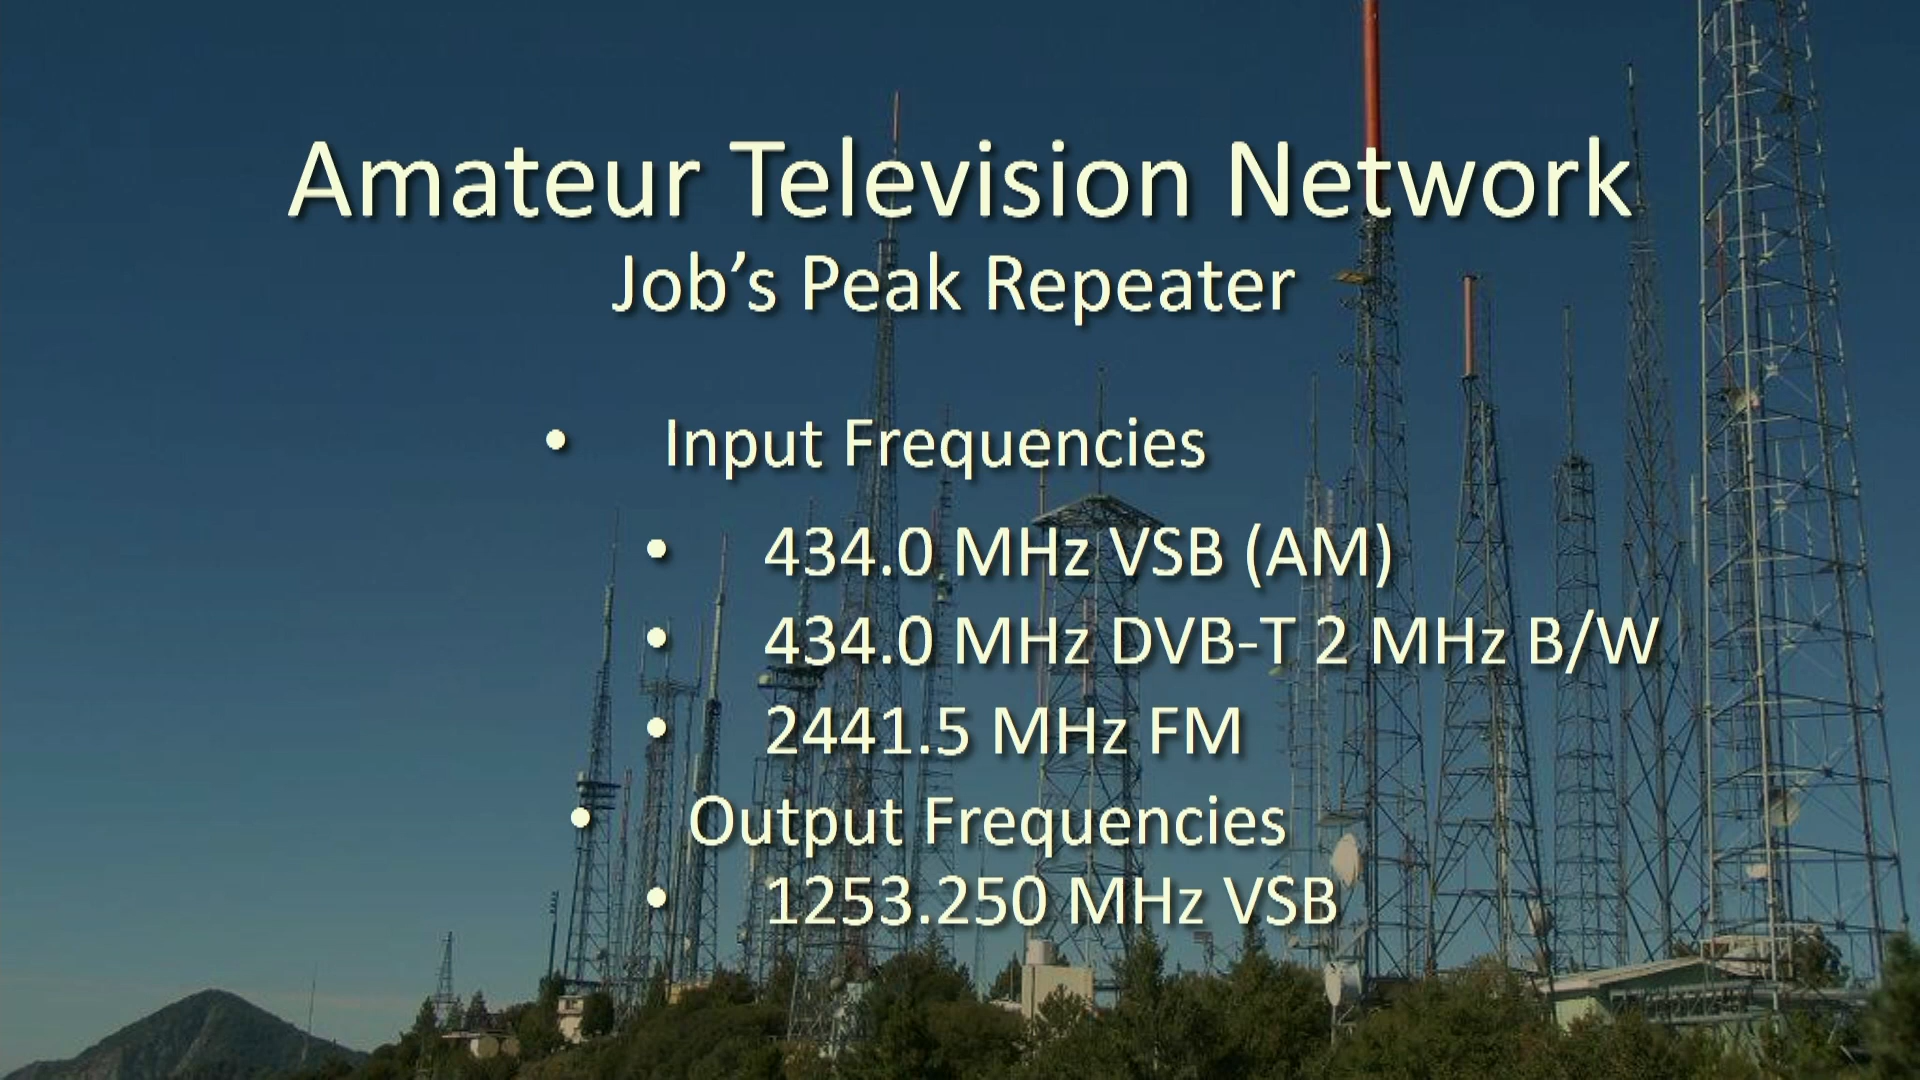 Amateur Television Network
Job’s Peak Repeater
• Input Frequencies
• 434.0 MHz VSB (AM)
• 434.0 MHz DVB-T 2 MHz B/W
• 2441.5 MHz FM
• Output Frequencies
• 1253.250 MHz VSB